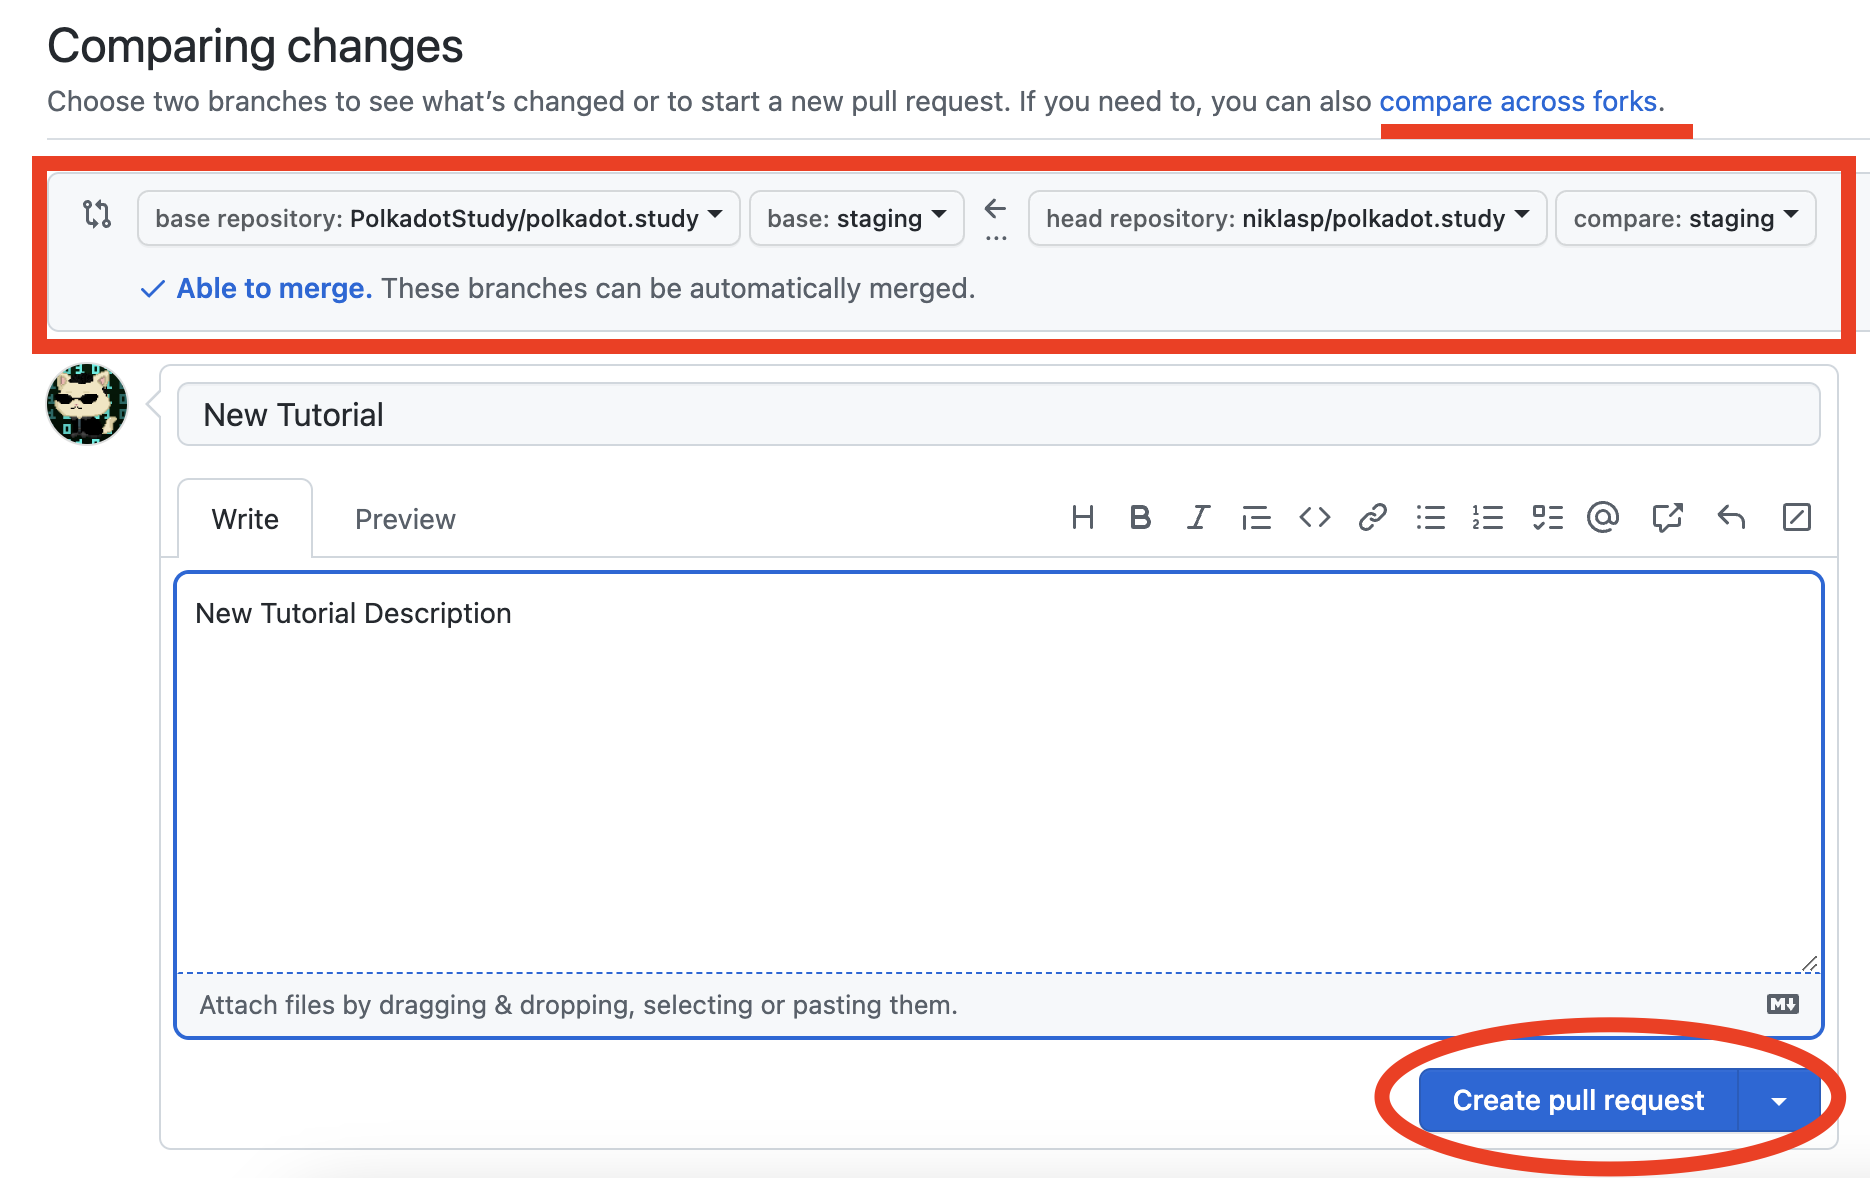 Comparing changes
Choose two branches to see what’s changed or to start a new pull request. If you need to, you can also compare across forks.
base repository: PolkadotStudy/polkadot.study base: staging ... head repository: niklasp/polkadot.study compare: staging
Able to merge. These branches can be automatically merged.
New Tutorial
Write Preview
New Tutorial Description
Attach files by dragging & dropping, selecting or pasting them.
Create pull request